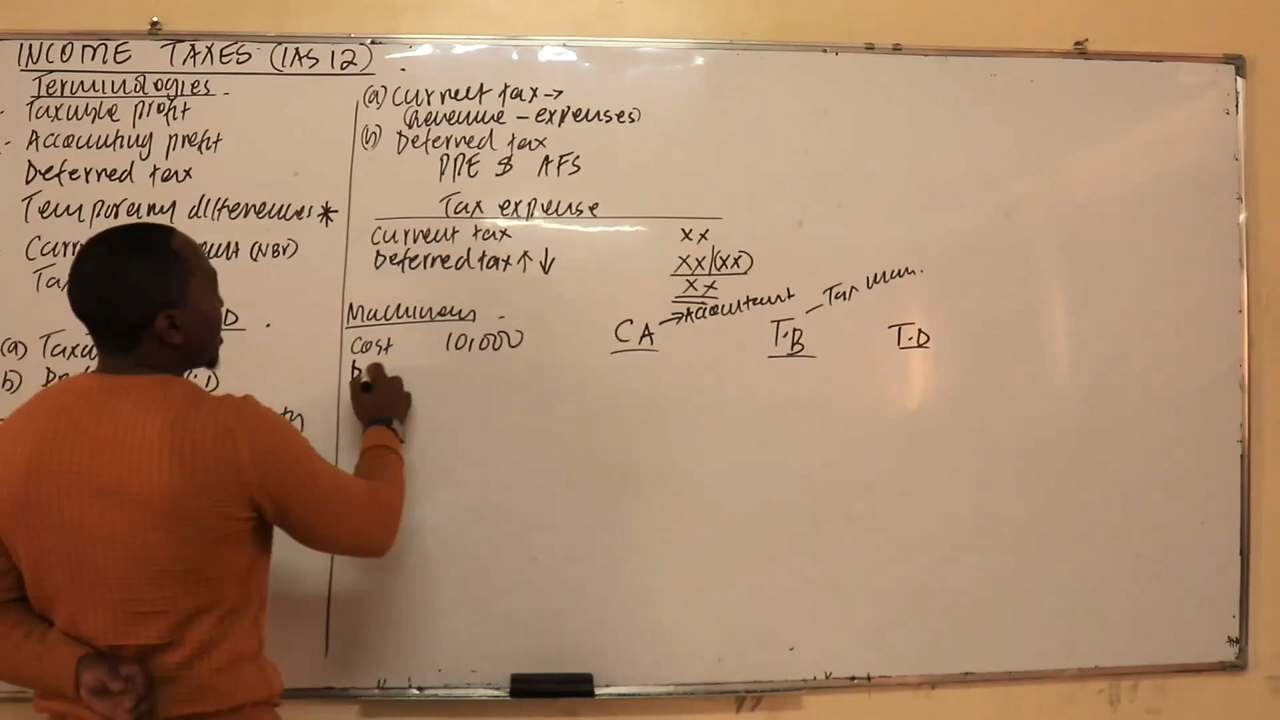 INCOME TAXES (IAS 12)
Terminologies
- Taxable profit
- Accounting profit
Deferred tax
Temporary differences *
(NBV)
D
(a)
b)
(a) Current tax →
(Revenue - expenses)
(b) Deferred tax
PPE $ AFS
Tax expense
Current tax xx
Deferred tax ↑ ↓ xx/(xx)
xx
Machinery
CA → Accountant T.B - Tax man. T.D
Cost 10,000